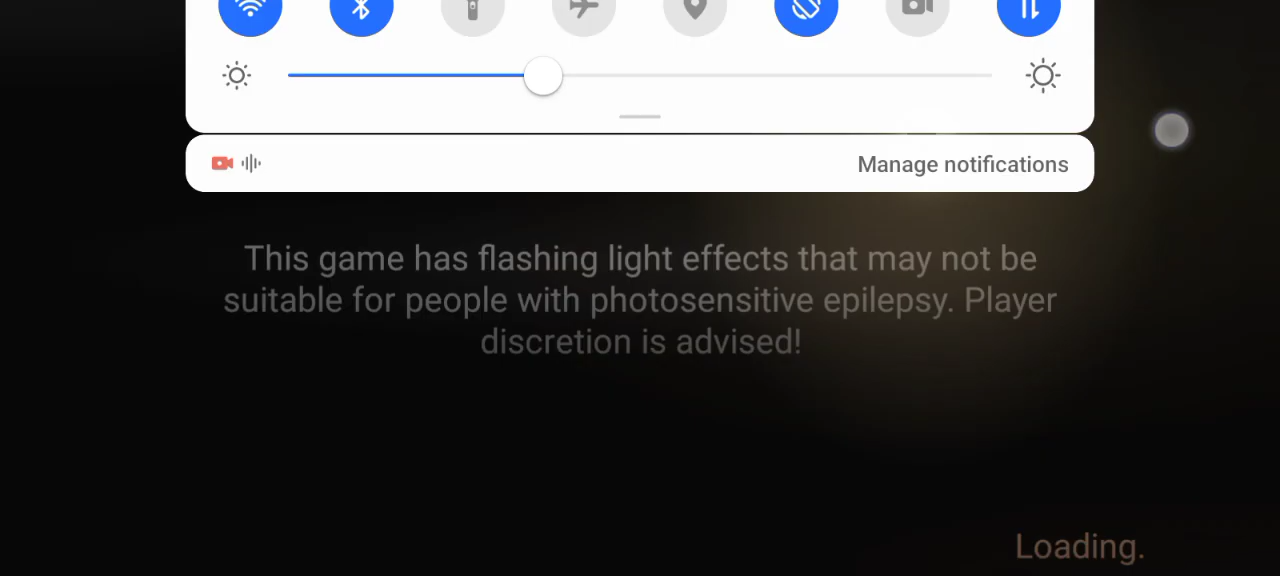 Manage notifications
This game has flashing light effects that may not be
suitable for people with photosensitive epilepsy. Player
discretion is advised!
Loading.